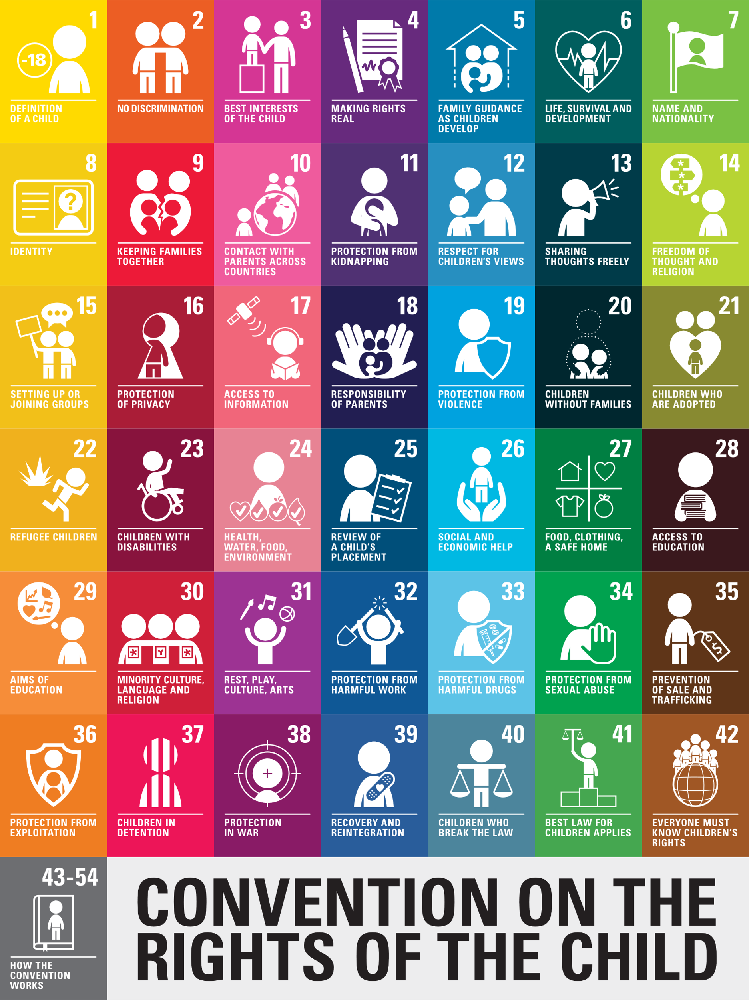 1
-18
DEFINITION
OF A CHILD
2
NO DISCRIMINATION
3
BEST INTERESTS
OF THE CHILD
4
MAKING RIGHTS
REAL
5
FAMILY GUIDANCE
AS CHILDREN
DEVELOP
6
LIFE, SURVIVAL AND
DEVELOPMENT
7
NAME AND
NATIONALITY
8
?
IDENTITY
9
KEEPING FAMILIES
TOGETHER
10
CONTACT WITH
PARENTS ACROSS
COUNTRIES
11
PROTECTION FROM
KIDNAPPING
12
RESPECT FOR
CHILDREN'S VIEWS
13
SHARING
THOUGHTS FREELY
14
FREEDOM OF
THOUGHT AND
RELIGION
15
SETTING UP OR
JOINING GROUPS
16
PROTECTION
OF PRIVACY
17
ACCESS TO
INFORMATION
18
RESPONSIBILITY
OF PARENTS
19
PROTECTION FROM
VIOLENCE
20
CHILDREN
WITHOUT FAMILIES
21
CHILDREN WHO
ARE ADOPTED
22
REFUGEE CHILDREN
23
CHILDREN WITH
DISABILITIES
24
HEALTH,
WATER, FOOD,
ENVIRONMENT
25
REVIEW OF
A CHILD'S
PLACEMENT
26
SOCIAL AND
ECONOMIC HELP
27
FOOD, CLOTHING,
A SAFE HOME
28
ACCESS TO
EDUCATION
29
AIMS OF
EDUCATION
30
* Y *
MINORITY CULTURE,
LANGUAGE AND
RELIGION
31
REST, PLAY,
CULTURE, ARTS
32
PROTECTION FROM
HARMFUL WORK
33
PROTECTION FROM
HARMFUL DRUGS
34
PROTECTION FROM
SEXUAL ABUSE
35
$
PREVENTION
OF SALE AND
TRAFFICKING
36
PROTECTION FROM
EXPLOITATION
37
CHILDREN IN
DETENTION
38
PROTECTION
IN WAR
39
RECOVERY AND
REINTEGRATION
40
CHILDREN WHO
BREAK THE LAW
41
BEST LAW FOR
CHILDREN APPLIES
42
EVERYONE MUST
KNOW CHILDREN'S
RIGHTS
43-54
HOW THE
CONVENTION
WORKS
CONVENTION ON THE
RIGHTS OF THE CHILD